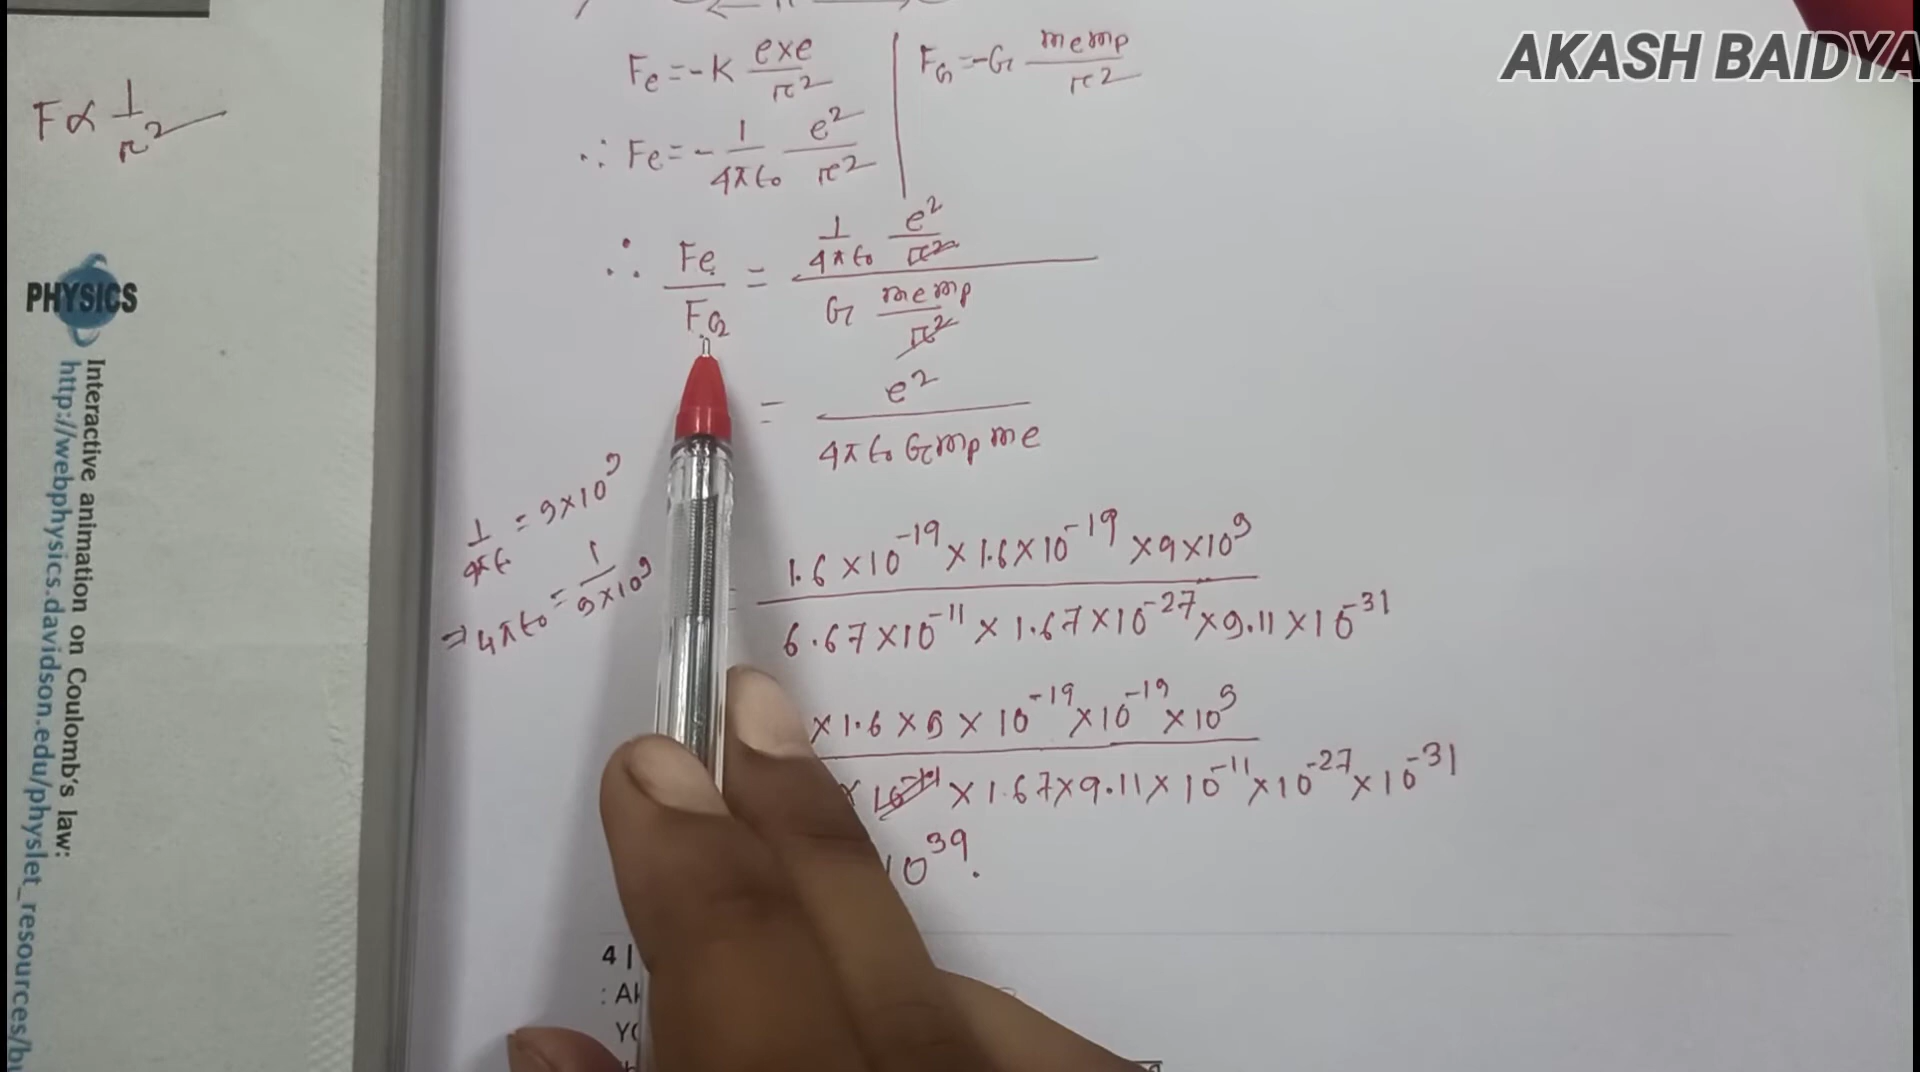 AKASH BAIDYA
F ∝ 1/r²
PHYSICS
Interactive animation on Coulomb's law:
http://webphysics.davidson.edu/physlet_resources/bu
Fe = -K e×e/r²
F_G = -G memp/r²
∴ Fe = - 1/4πϵ₀ e²/r²
∴ Fe/F_G = 1/4πϵ₀ e²/r² / G memp/r²
= e²/4πϵ₀ G mp me
1/4πϵ = 9×10⁹
⇒ 4πϵ₀ = 1/9×10⁹
= 1.6×10⁻¹⁹ × 1.6×10⁻¹⁹ × 9×10⁹ / 6.67×10⁻¹¹ × 1.67×10⁻²⁷ × 9.11×10⁻³¹
× 1.6 × 9 × 10⁻¹⁹ × 10⁻¹⁹ × 10⁹ / × 1.67 × 9.11 × 10⁻¹¹ × 10⁻²⁷ × 10⁻³¹
10³⁹.
4 |